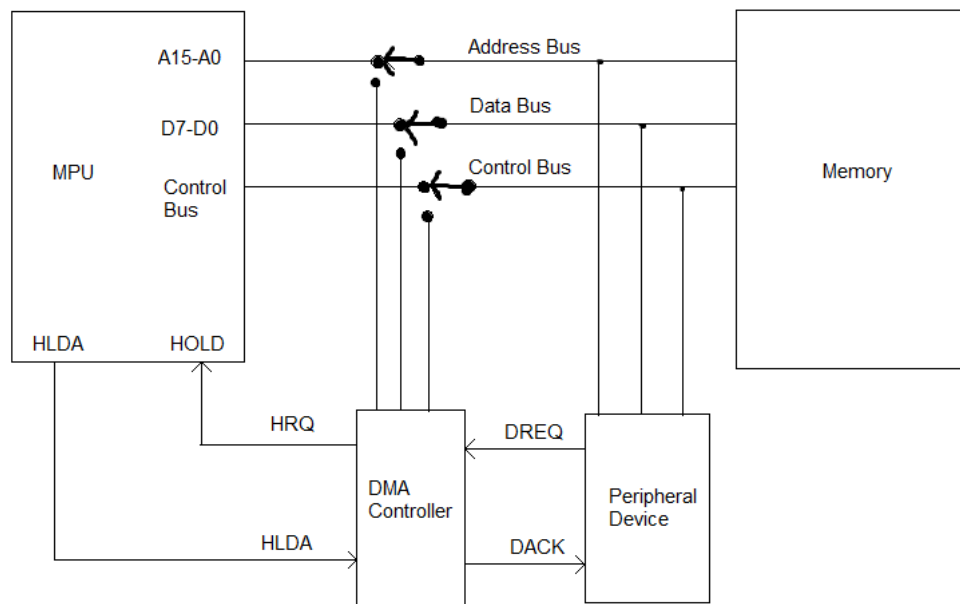 A15-A0
Address Bus
D7-D0
Data Bus
MPU
Control
Bus
Control Bus
Memory
HLDA
HOLD
HRQ
DREQ
DMA
Controller
Peripheral
Device
HLDA
DACK